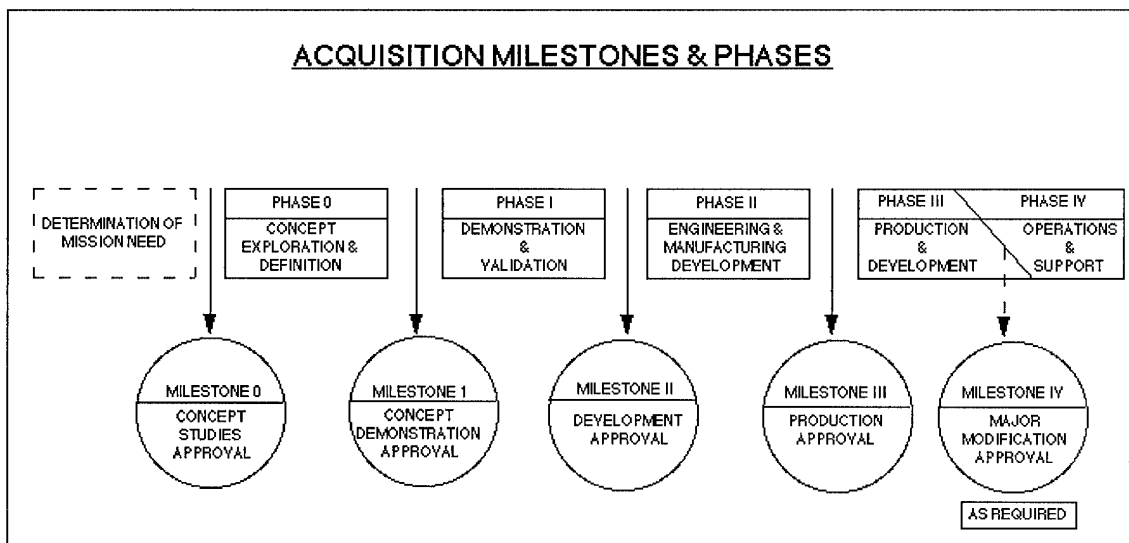 ACQUISITION MILESTONES & PHASES
DETERMINATION OF
MISSION NEED
PHASE 0
CONCEPT
EXPLORATION &
DEFINITION
PHASE I
DEMONSTRATION
&
VALIDATION
PHASE II
ENGINEERING &
MANUFACTURING
DEVELOPMENT
PHASE III
PRODUCTION
&
DEVELOPMENT
PHASE IV
OPERATIONS
&
SUPPORT
MILESTONE 0
CONCEPT
STUDIES
APPROVAL
MILESTONE 1
CONCEPT
DEMONSTRATION
APPROVAL
MILESTONE II
DEVELOPMENT
APPROVAL
MILESTONE III
PRODUCTION
APPROVAL
MILESTONE IV
MAJOR
MODIFICATION
APPROVAL
AS REQUIRED